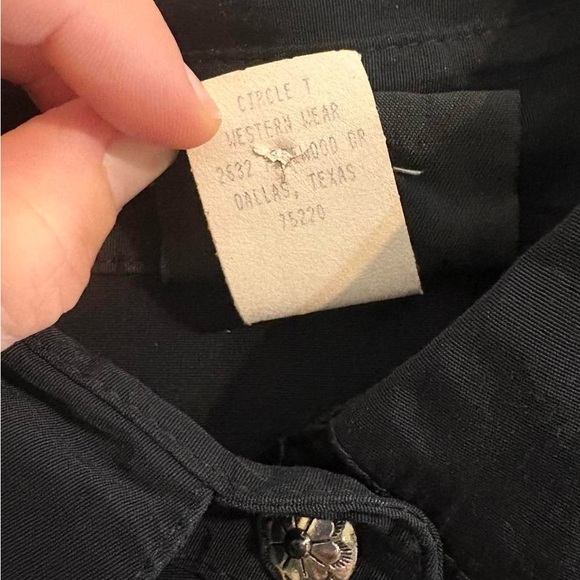 CIRCLE T
WESTERN WEAR
2632 DR
DALLAS, TEXAS
75220